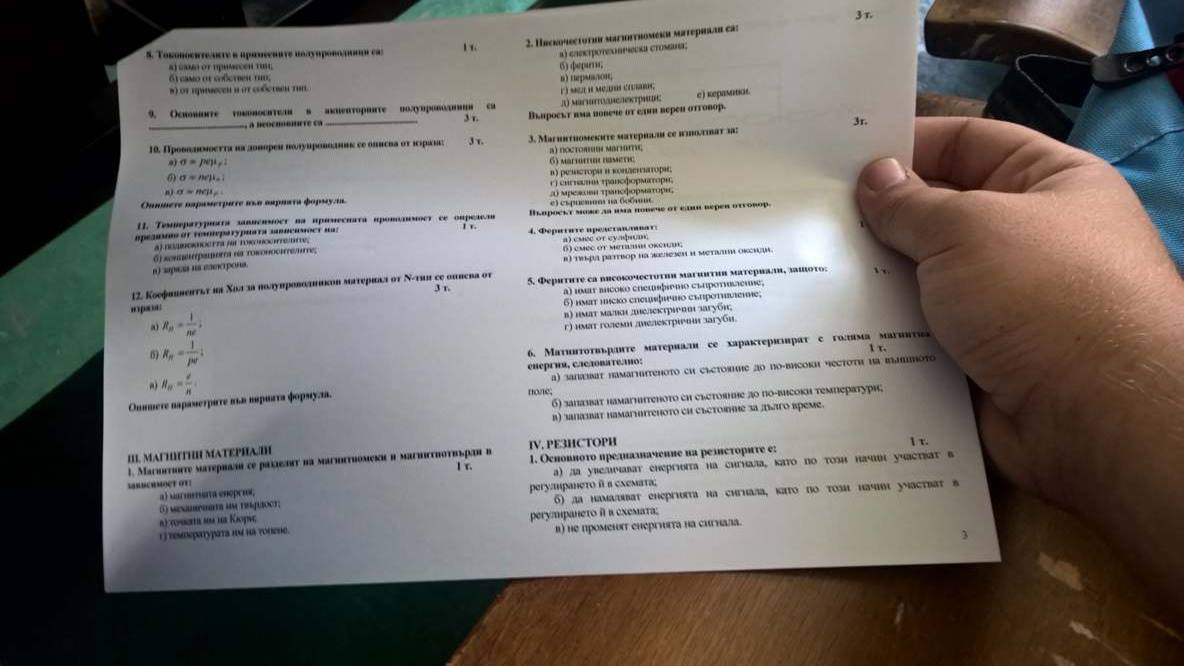 8. Токоносителите в примесните полупроводници са: 1 т.
а) само от примесен тип;
б) само от собствен тип;
в) от примесен и от собствен тип.
9. Основните токоносители в акцепторните полупроводници са
____________, а неосновните са ____________ 3 т.
10. Проводимостта на донорен полупроводник се описва от израза: 3 т.
а) σ = peμₚ;
б) σ = neμₙ;
в) σ = neμₚ.
Опишете параметрите във вярната формула.
11. Температурната зависимост на примесната проводимост се определя
предимно от температурната зависимост на: 1 т.
а) подвижността на токоносителите;
б) концентрацията на токоносителите;
в) заряда на електрона.
12. Коефициентът на Хол за полупроводников материал от N-тип се описва от
израза: 3 т.
а) R_H = 1/ne;
б) R_H = 1/pe;
в) R_H = e/n.
Опишете параметрите във вярната формула.
III. МАГНИТНИ МАТЕРИАЛИ
1. Магнитните материали се разделят на магнитномеки и магнитнотвърди в
зависимост от: 1 т.
а) магнитната енергия;
б) механичната им твърдост;
в) точката им на Кюри;
г) температурата им на топене.
3 т.
2. Нискочестотни магнитномеки материали са:
а) електротехническа стомана;
б) ферити;
в) пермалои;
г) мед и медни сплави;
д) магнитодиелектрици; е) керамики.
Въпросът има повече от един верен отговор.
3. Магнитномеките материали се използват за: 3т.
а) постоянни магнити;
б) магнитни памети;
в) резистори и кондензатори;
г) сигнални трансформатори;
д) мрежови трансформатори;
е) сърцевини на бобини.
Въпросът може да има повече от един верен отговор.
4. Феритите представляват: 1
а) смес от сулфиди;
б) смес от метални оксиди;
в) твърд разтвор на железен и метални оксиди.
5. Феритите са високочестотни магнитни материали, защото: 1 т.
а) имат високо специфично съпротивление;
б) имат ниско специфично съпротивление;
в) имат малки диелектрични загуби;
г) имат големи диелектрични загуби.
6. Магнитотвърдите материали се характеризират с голяма магнитна
енергия, следователно: 1 т.
а) запазват намагнитеното си състояние до по-високи честоти на външното
поле;
б) запазват намагнитеното си състояние до по-високи температури;
в) запазват намагнитеното си състояние за дълго време.
IV. РЕЗИСТОРИ
1. Основното предназначение на резисторите е: 1 т.
а) да увеличават енергията на сигнала, като по този начин участват в
регулирането й в схемата;
б) да намаляват енергията на сигнала, като по този начин участват в
регулирането й в схемата;
в) не променят енергията на сигнала.
3